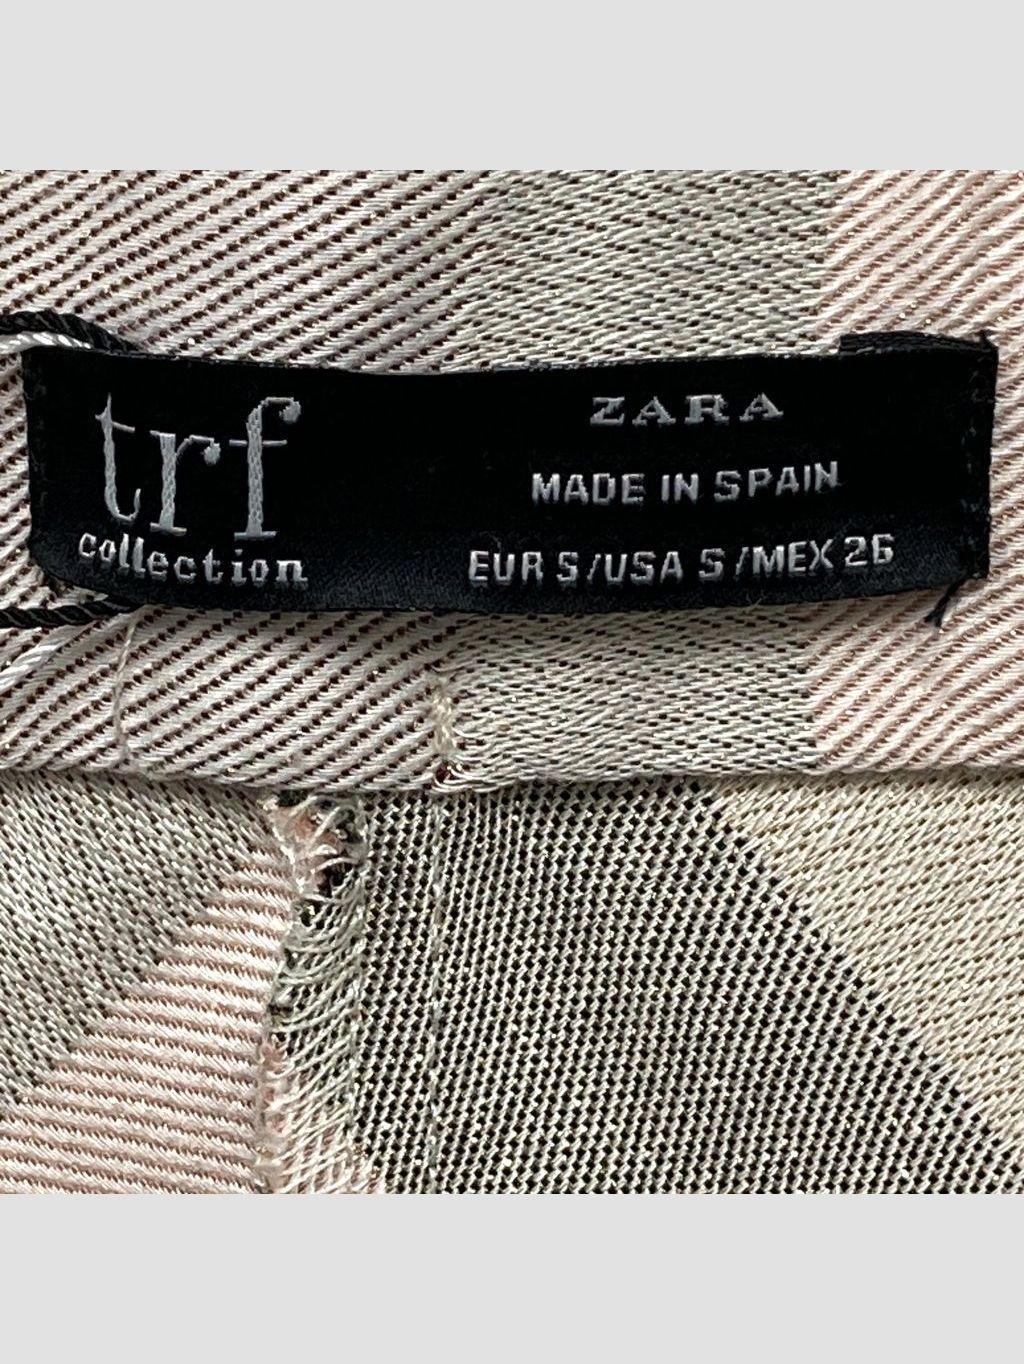 trf
collection
ZARA
MADE IN SPAIN
EUR S/USA S/MEX 26